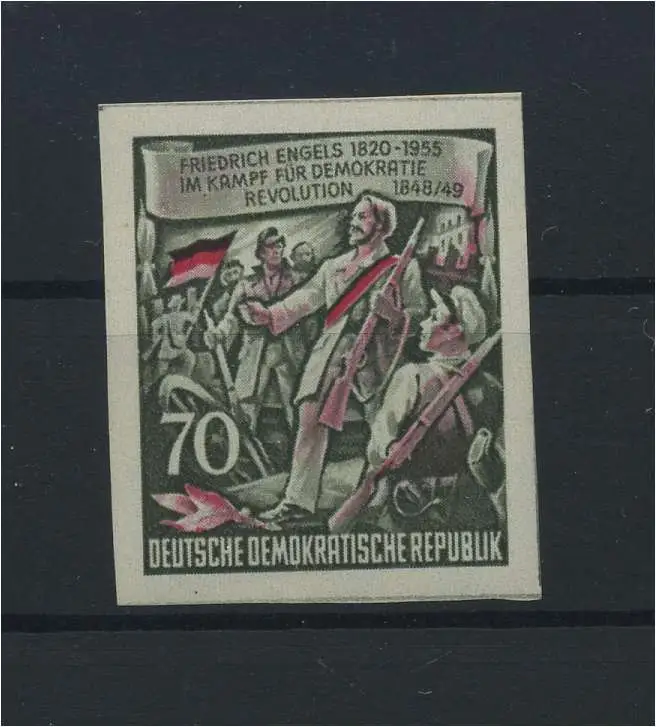 FRIEDRICH ENGELS 1820-1955
IM KAMPF FÜR DEMOKRATIE
REVOLUTION 1848/49
70
DEUTSCHE DEMOKRATISCHE REPUBLIK